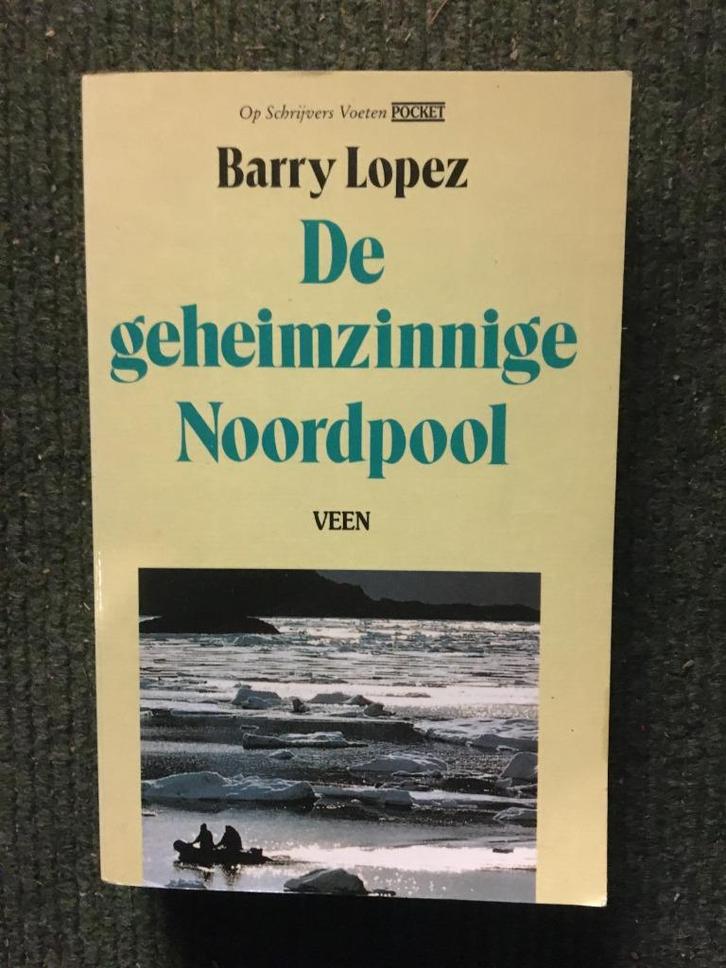 Op Schrijvers Voeten POCKET
Barry Lopez
De
geheimzinnige
Noordpool
VEEN